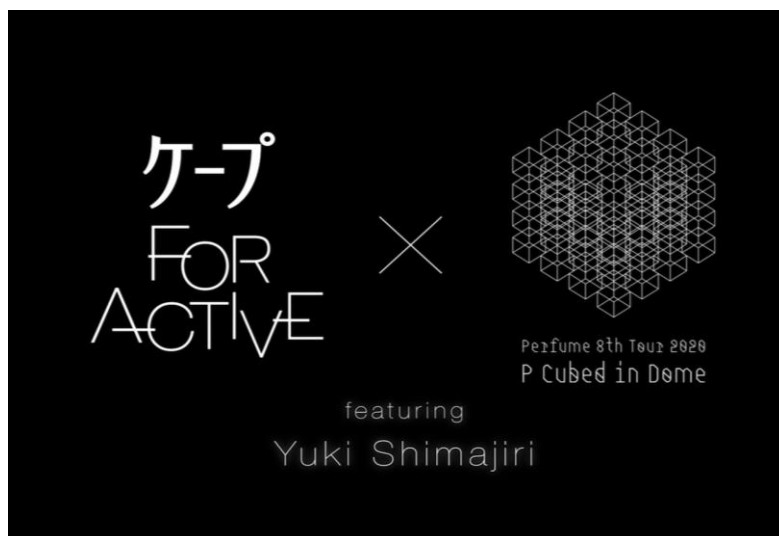 ケープ
FOR
ACTIVE
×
Perfume 8th Tour 2020
P Cubed in Dome
featuring
Yuki Shimajiri